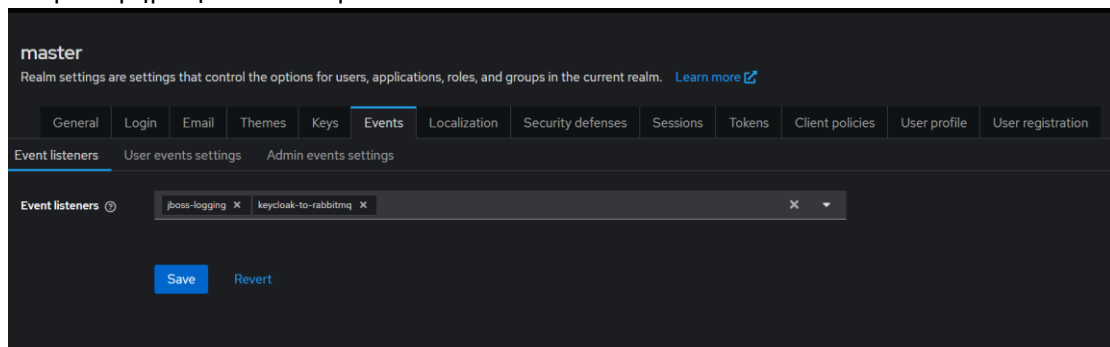 master
Realm settings are settings that control the options for users, applications, roles, and groups in the current realm. Learn more
General Login Email Themes Keys Events Localization Security defenses Sessions Tokens Client policies User profile User registration
Event listeners User events settings Admin events settings
Event listeners jboss-logging keycloak-to-rabbitmq
Save Revert